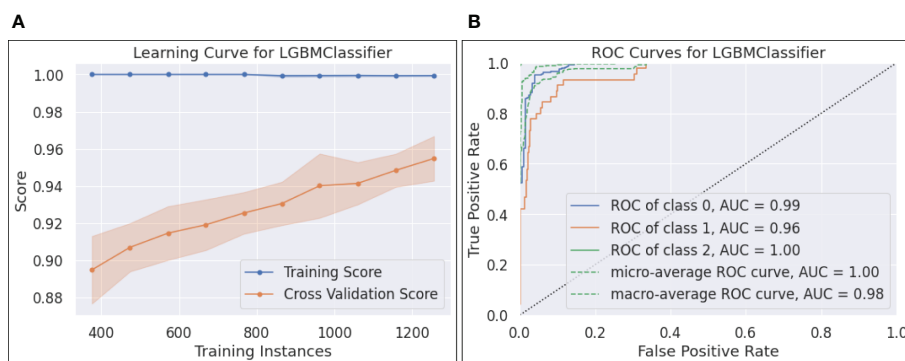 A
Learning Curve for LGBMClassifier
1.00
0.98
0.96
0.94
0.92
0.90
0.88
Score
400
600
800
1000
1200
Training Instances
Training Score
Cross Validation Score
B
ROC Curves for LGBMClassifier
1.0
0.8
0.6
0.4
0.2
0.0
True Positive Rate
0.0
0.2
0.4
0.6
0.8
1.0
False Positive Rate
ROC of class 0, AUC = 0.99
ROC of class 1, AUC = 0.96
ROC of class 2, AUC = 1.00
micro-average ROC curve, AUC = 1.00
macro-average ROC curve, AUC = 0.98